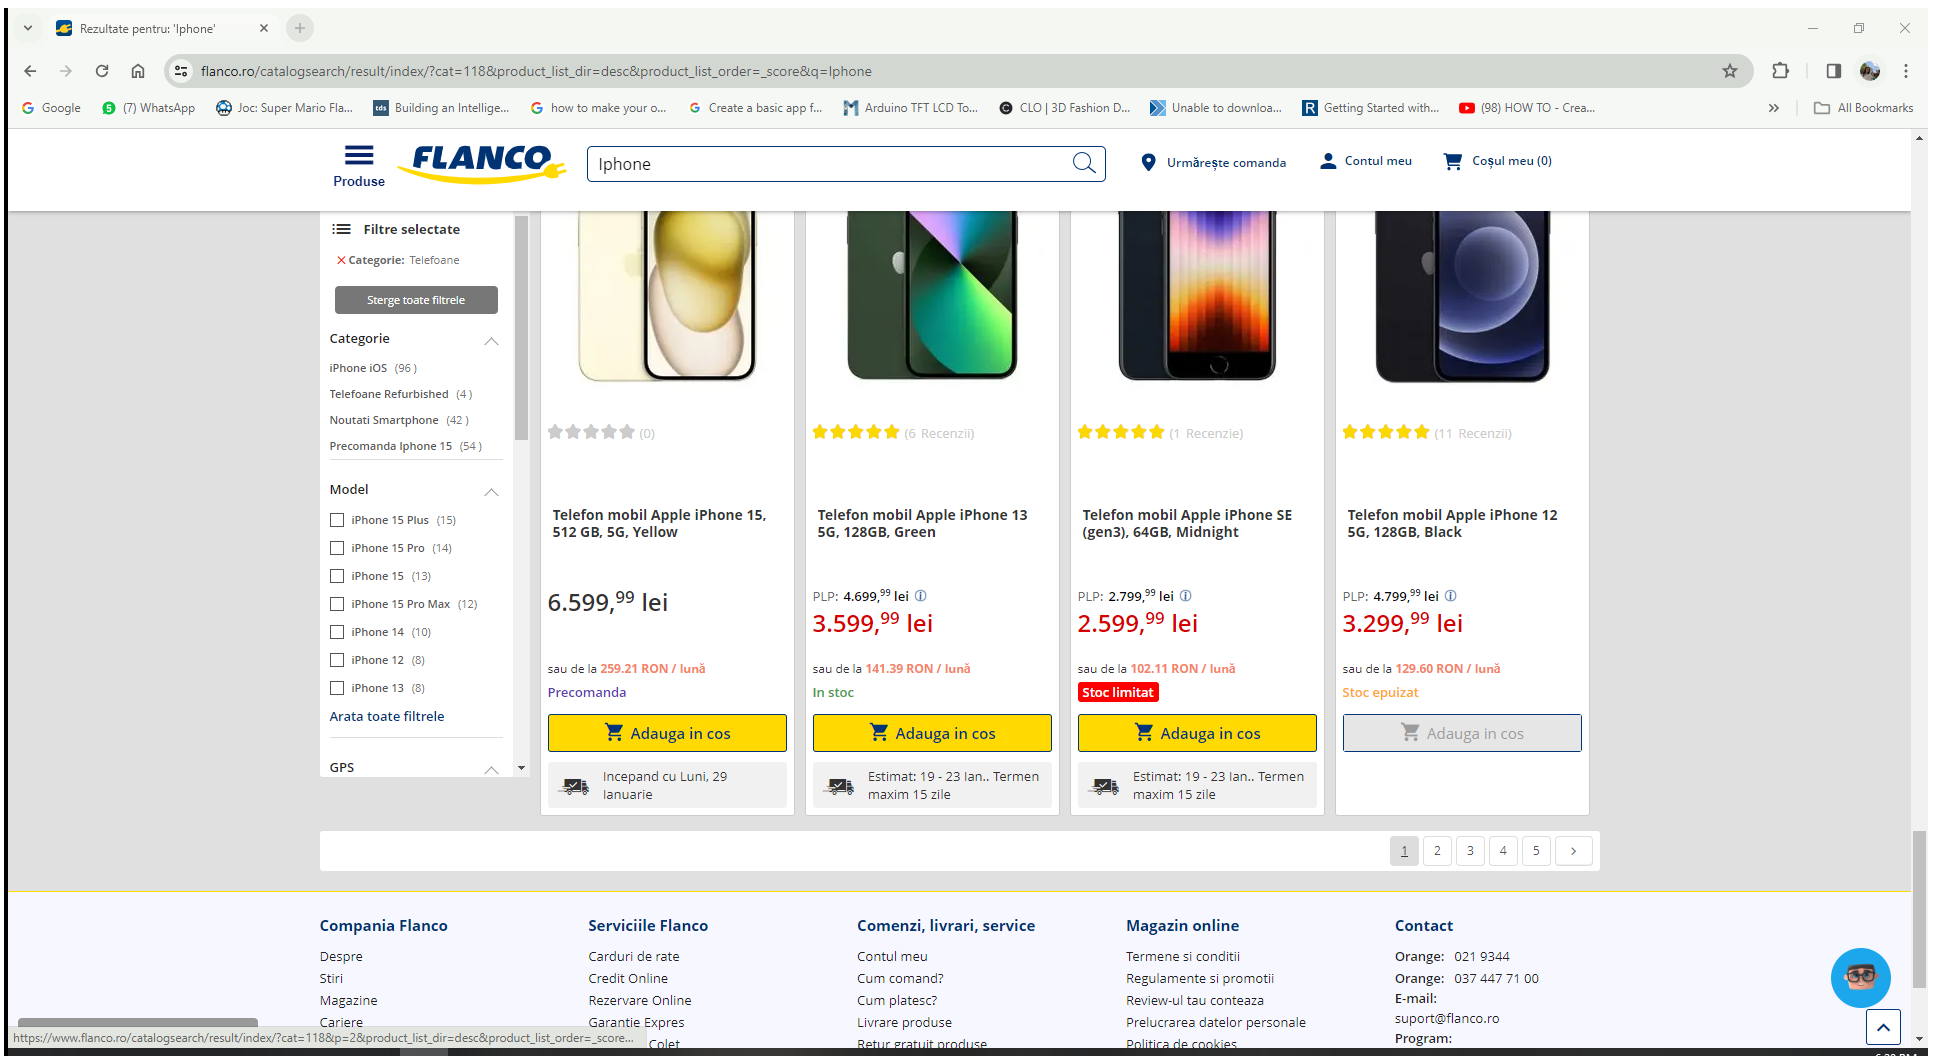 Rezultate pentru: 'Iphone'
flanco.ro/catalogsearch/result/index/?cat=118&product_list_dir=desc&product_list_order=_score&q=Iphone
Google
(7) WhatsApp
Joc: Super Mario Fla...
Building an Intellige...
how to make your o...
Create a basic app f...
Arduino TFT LCD To...
CLO | 3D Fashion D...
Unable to downloa...
Getting Started with...
(98) HOW TO - Crea...
All Bookmarks
Produse
FLANCO
Iphone
Urmărește comanda
Contul meu
Coșul meu (0)
Filtre selectate
Categorie: Telefoane
Sterge toate filtrele
Categorie
iPhone iOS (96 )
Telefoane Refurbished (4 )
Noutati Smartphone (42 )
Precomanda Iphone 15 (54 )
Model
iPhone 15 Plus (15)
iPhone 15 Pro (14)
iPhone 15 (13)
iPhone 15 Pro Max (12)
iPhone 14 (10)
iPhone 12 (8)
iPhone 13 (8)
Arata toate filtrele
GPS
(0)
Telefon mobil Apple iPhone 15,
512 GB, 5G, Yellow
6.599,99 lei
sau de la 259.21 RON / lună
Precomanda
Adauga in cos
Incepand cu Luni, 29
Ianuarie
(6 Recenzii)
Telefon mobil Apple iPhone 13
5G, 128GB, Green
PLP: 4.699,99 lei
3.599,99 lei
sau de la 141.39 RON / lună
In stoc
Adauga in cos
Estimat: 19 - 23 Ian.. Termen
maxim 15 zile
(1 Recenzie)
Telefon mobil Apple iPhone SE
(gen3), 64GB, Midnight
PLP: 2.799,99 lei
2.599,99 lei
sau de la 102.11 RON / lună
Stoc limitat
Adauga in cos
Estimat: 19 - 23 Ian.. Termen
maxim 15 zile
(11 Recenzii)
Telefon mobil Apple iPhone 12
5G, 128GB, Black
PLP: 4.799,99 lei
3.299,99 lei
sau de la 129.60 RON / lună
Stoc epuizat
Adauga in cos
1
2
3
4
5
Compania Flanco
Despre
Stiri
Magazine
Cariere
Serviciile Flanco
Carduri de rate
Credit Online
Rezervare Online
Garantie Expres
Colet
Comenzi, livrari, service
Contul meu
Cum comand?
Cum platesc?
Livrare produse
Retur gratuit produse
Magazin online
Termene si conditii
Regulamente si promotii
Review-ul tau conteaza
Prelucrarea datelor personale
Politica de cookies
Contact
Orange: 021 9344
Orange: 037 447 71 00
E-mail:
suport@flanco.ro
Program:
https://www.flanco.ro/catalogsearch/result/index/?cat=118&p=2&product_list_dir=desc&product_list_order=_score...